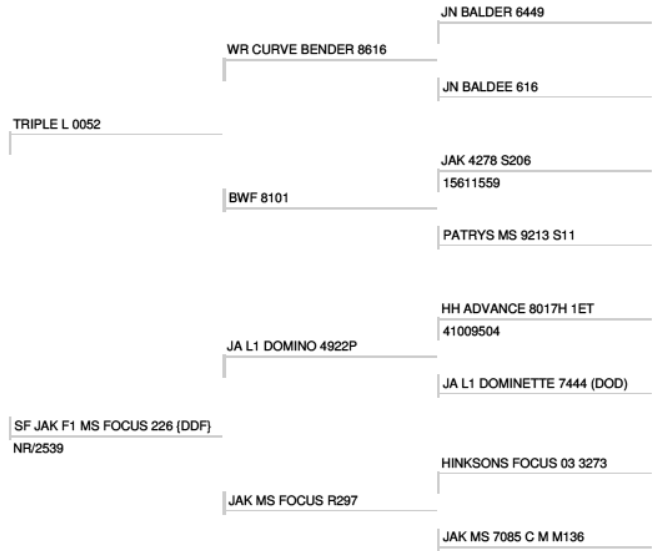 JN BALDER 6449
WR CURVE BENDER 8616
JN BALDEE 616
TRIPLE L 0052
JAK 4278 S206
15611559
BWF 8101
PATRYS MS 9213 S11
HH ADVANCE 8017H 1ET
41009504
JA L1 DOMINO 4922P
JA L1 DOMINETTE 7444 (DOD)
SF JAK F1 MS FOCUS 226 {DDF}
NR/2539
HINKSONS FOCUS 03 3273
JAK MS FOCUS R297
JAK MS 7085 C M M136